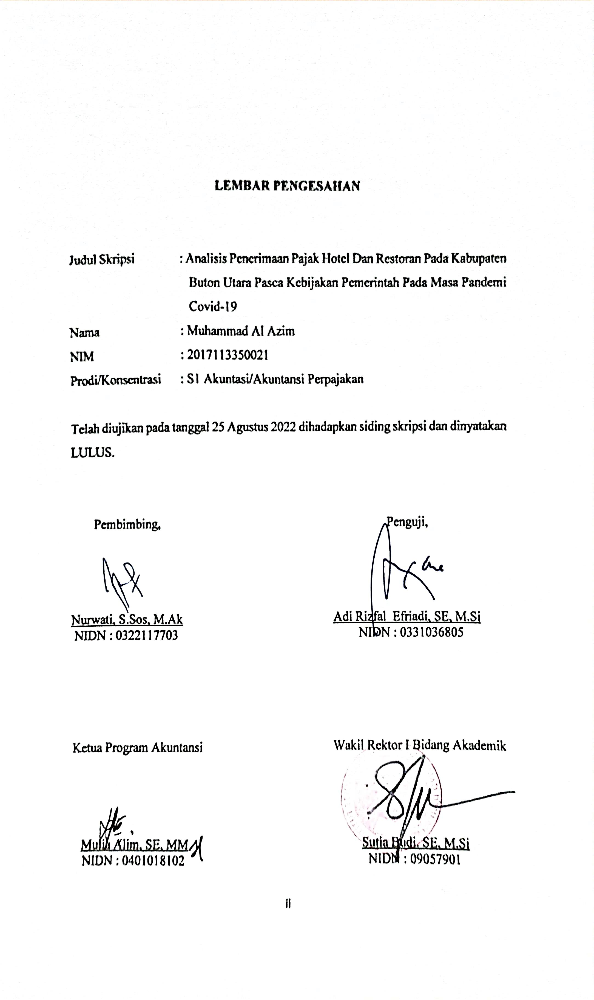 LEMBAR PENGESAHAN
Judul Skripsi : Analisis Penerimaan Pajak Hotel Dan Restoran Pada Kabupaten
Buton Utara Pasca Kebijakan Pemerintah Pada Masa Pandemi
Covid-19
Nama : Muhammad Al Azim
NIM : 2017113350021
Prodi/Konsentrasi : S1 Akuntasi/Akuntansi Perpajakan
Telah diujikan pada tanggal 25 Agustus 2022 dihadapkan siding skripsi dan dinyatakan
LULUS.
Pembimbing, Penguji,
Nurwati, S.Sos, M.Ak Adi Rizfal Efriadi, SE, M.Si
NIDN : 0322117703 NIDN : 0331036805
Ketua Program Akuntansi Wakil Rektor I Bidang Akademik
Mulih Alim, SE, MM Sutia Budi, SE, M.Si
NIDN : 0401018102 NIDN : 09057901
ii